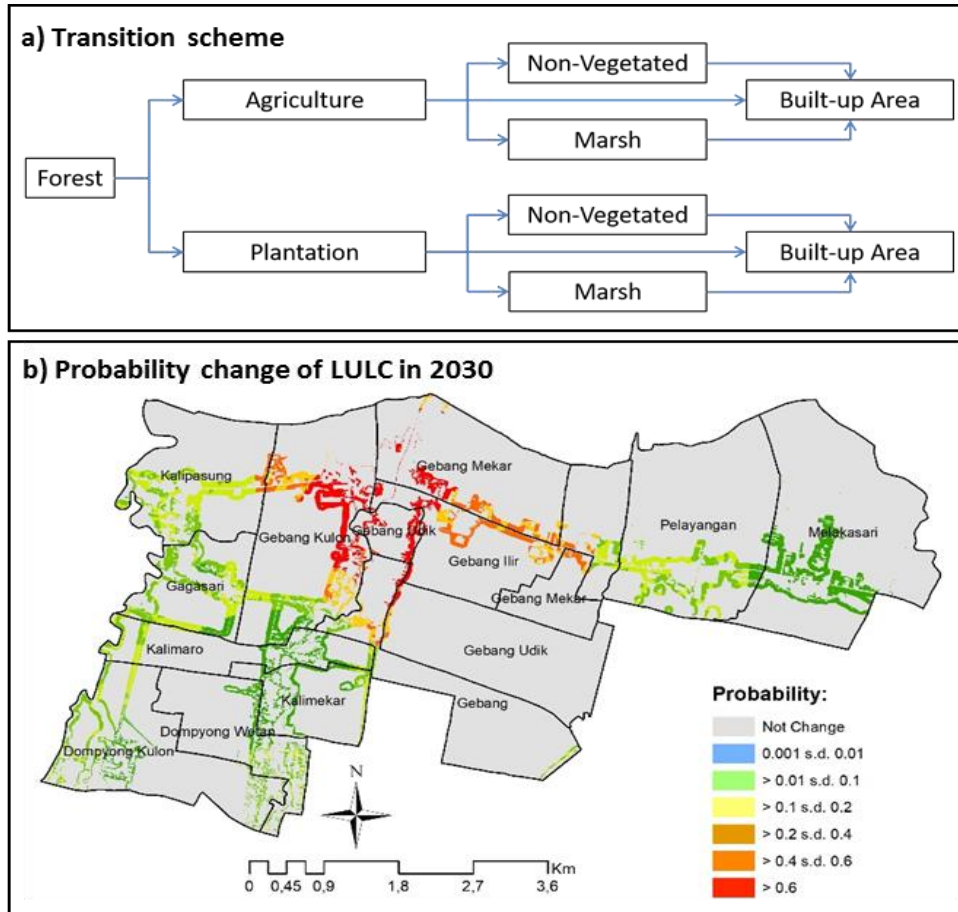 a) Transition scheme
Non-Vegetated
Agriculture
Built-up Area
Marsh
Forest
Non-Vegetated
Plantation
Built-up Area
Marsh
b) Probability change of LULC in 2030
Kalipasung
Gebang Mekar
Gebang Kulon
Gebang Udik
Pelayangan
Melakasari
Gebang Ilir
Gagasari
Gebang Mekar
Kalimaro
Gebang Udik
Kalimekar
Gebang
Dompyong Wetan
Dompyong Kulon
Probability:
Not Change
0.001 s.d. 0.01
> 0.01 s.d. 0.1
> 0.1 s.d. 0.2
> 0.2 s.d. 0.4
> 0.4 s.d. 0.6
> 0.6
N
Km
0 0,45 0,9 1,8 2,7 3,6